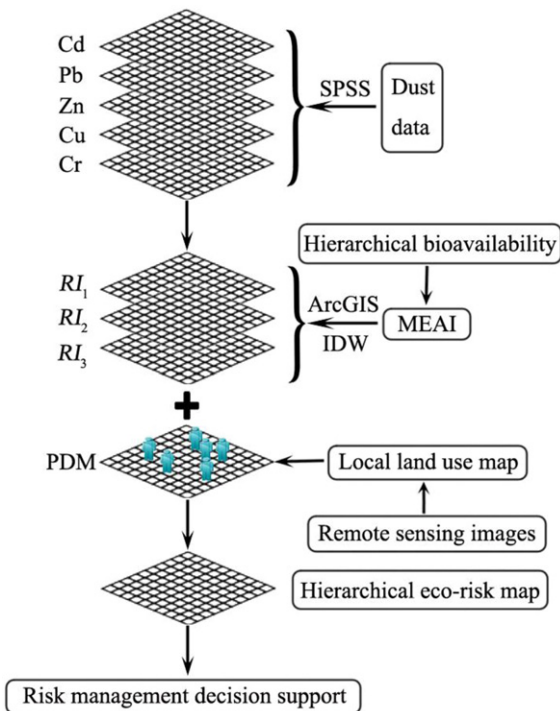 Cd
Pb
Zn
Cu
Cr
SPSS
Dust
data
Hierarchical bioavailability
RI₁
RI₂
RI₃
ArcGIS
IDW
MEAI
PDM
Local land use map
Remote sensing images
Hierarchical eco-risk map
Risk management decision support